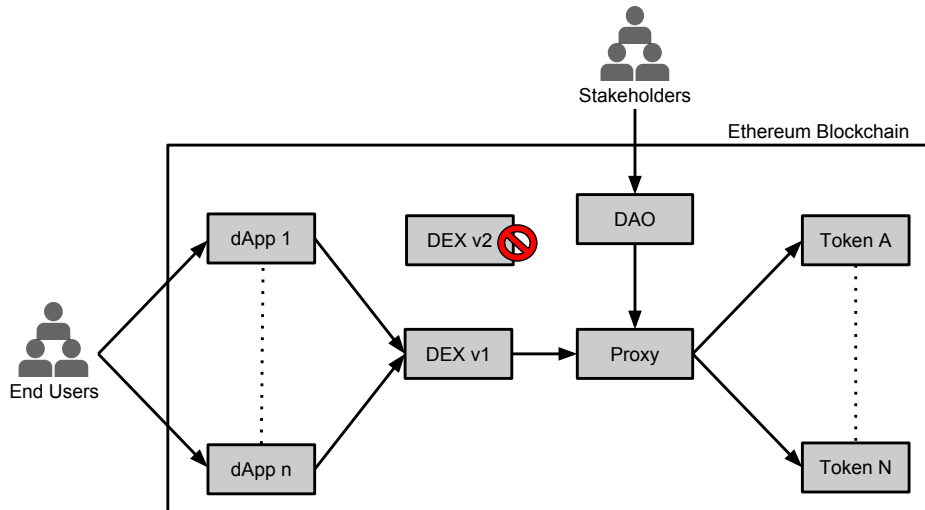 Stakeholders
Ethereum Blockchain
dApp 1
DEX v2
DAO
Token A
End Users
DEX v1
Proxy
dApp n
Token N